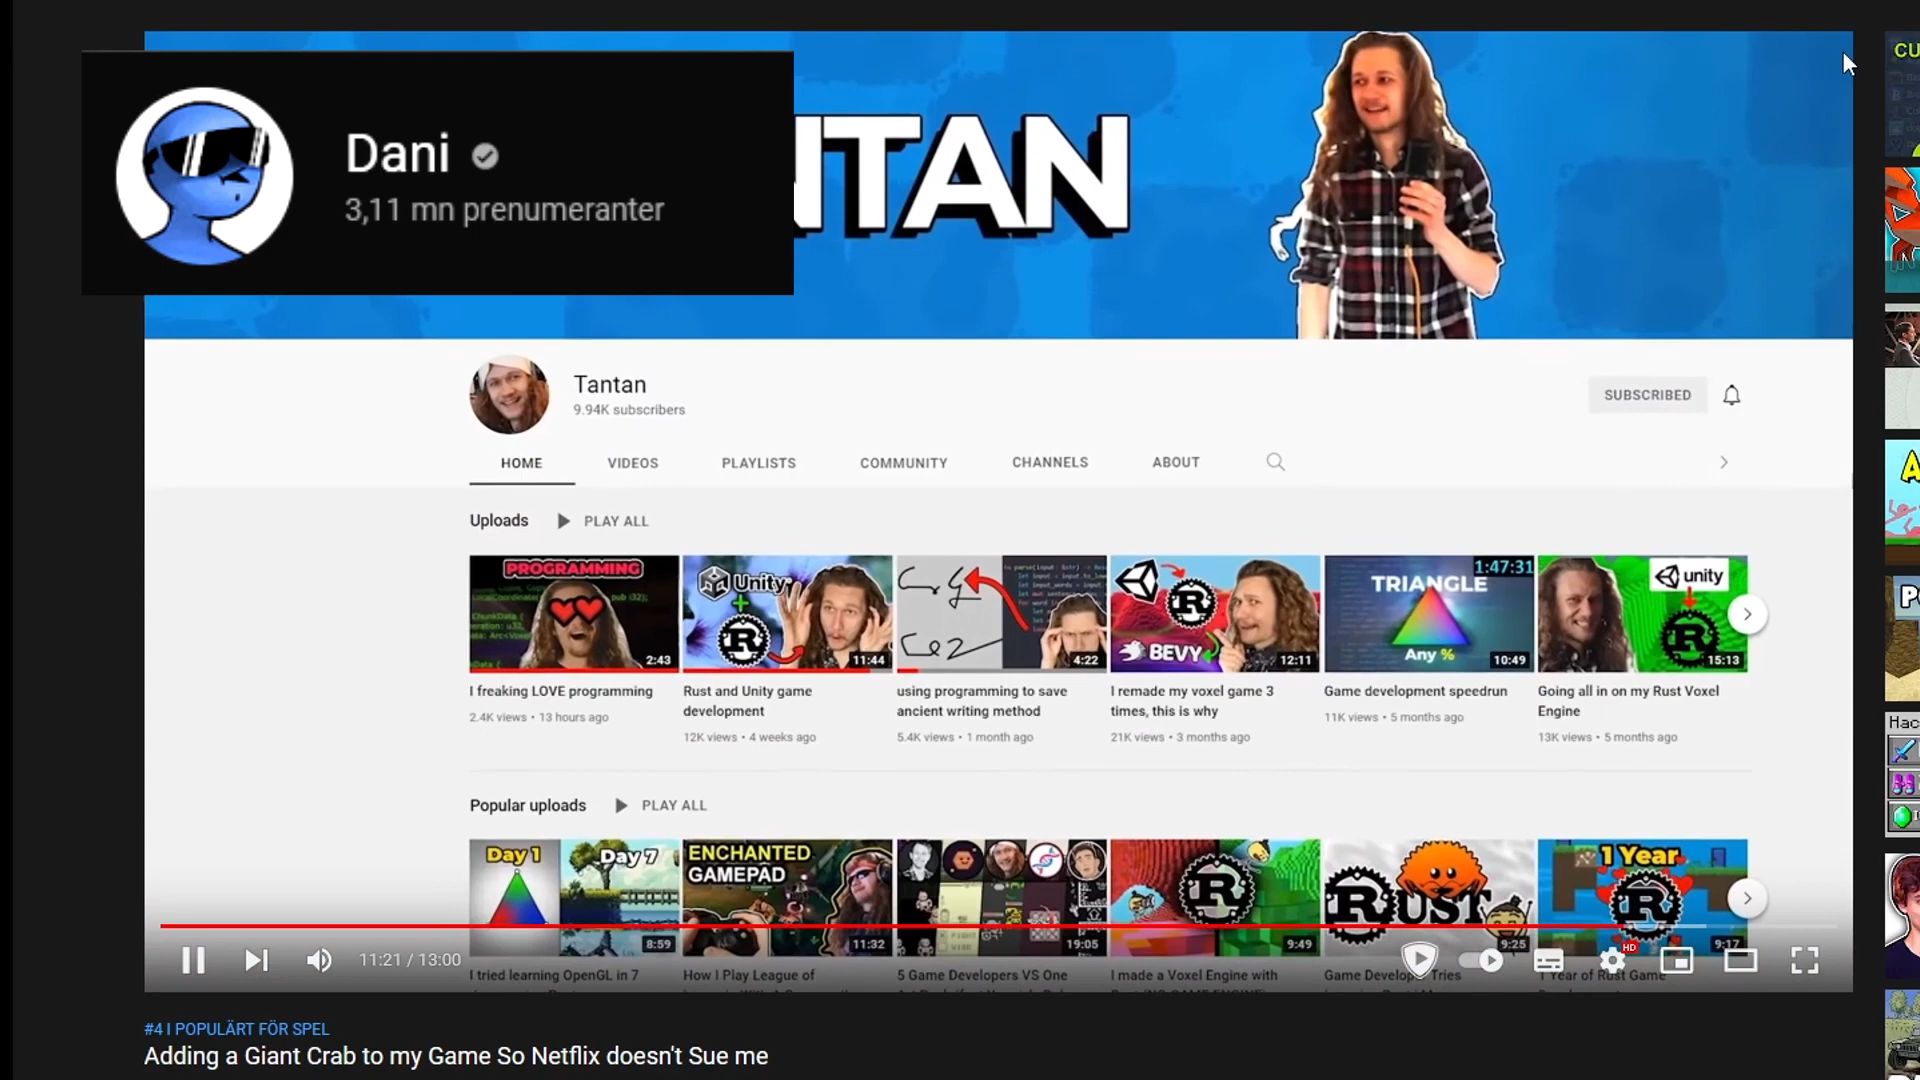 Dani
3,11 mn prenumeranter
NTAN
Tantan
9.94K subscribers
SUBSCRIBED
HOME
VIDEOS
PLAYLISTS
COMMUNITY
CHANNELS
ABOUT
Uploads
PLAY ALL
PROGRAMMING
2:43
Unity
11:44
4:22
BEVY
12:11
1:47:31
TRIANGLE
Any %
10:49
unity
15:13
I freaking LOVE programming
2.4K views • 13 hours ago
Rust and Unity game
development
12K views • 4 weeks ago
using programming to save
ancient writing method
5.4K views • 1 month ago
I remade my voxel game 3
times, this is why
21K views • 3 months ago
Game development speedrun
11K views • 5 months ago
Going all in on my Rust Voxel
Engine
13K views • 5 months ago
Popular uploads
PLAY ALL
Day 1
Day 7
8:59
ENCHANTED
GAMEPAD
11:32
19:05
9:49
RUST
9:25
1 Year
9:17
11:21 / 13:00
HD
I tried learning OpenGL in 7
How I Play League of
5 Game Developers VS One
I made a Voxel Engine with
Game Develop Tries
1 Year of Rust Game
#4 I POPULÄRT FÖR SPEL
Adding a Giant Crab to my Game So Netflix doesn't Sue me
CU
Hac